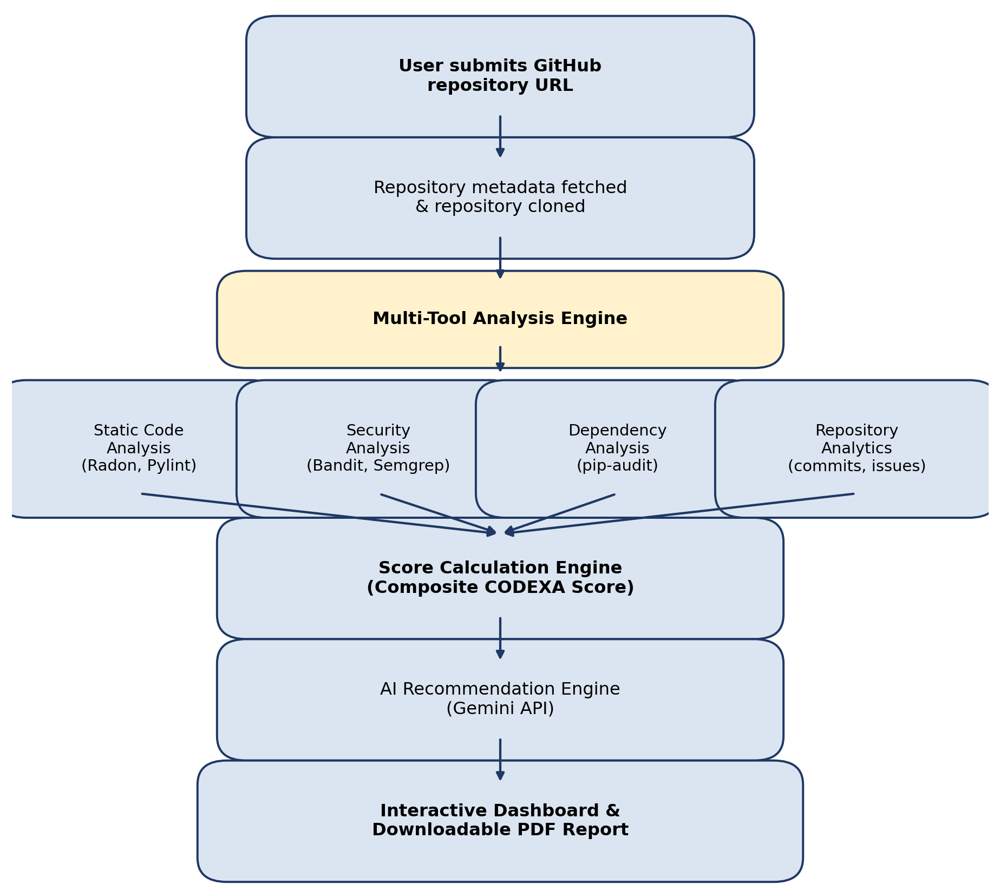 User submits GitHub
repository URL
Repository metadata fetched
& repository cloned
Multi-Tool Analysis Engine
Static Code
Analysis
(Radon, Pylint)
Security
Analysis
(Bandit, Semgrep)
Dependency
Analysis
(pip-audit)
Repository
Analytics
(commits, issues)
Score Calculation Engine
(Composite CODEXA Score)
AI Recommendation Engine
(Gemini API)
Interactive Dashboard &
Downloadable PDF Report